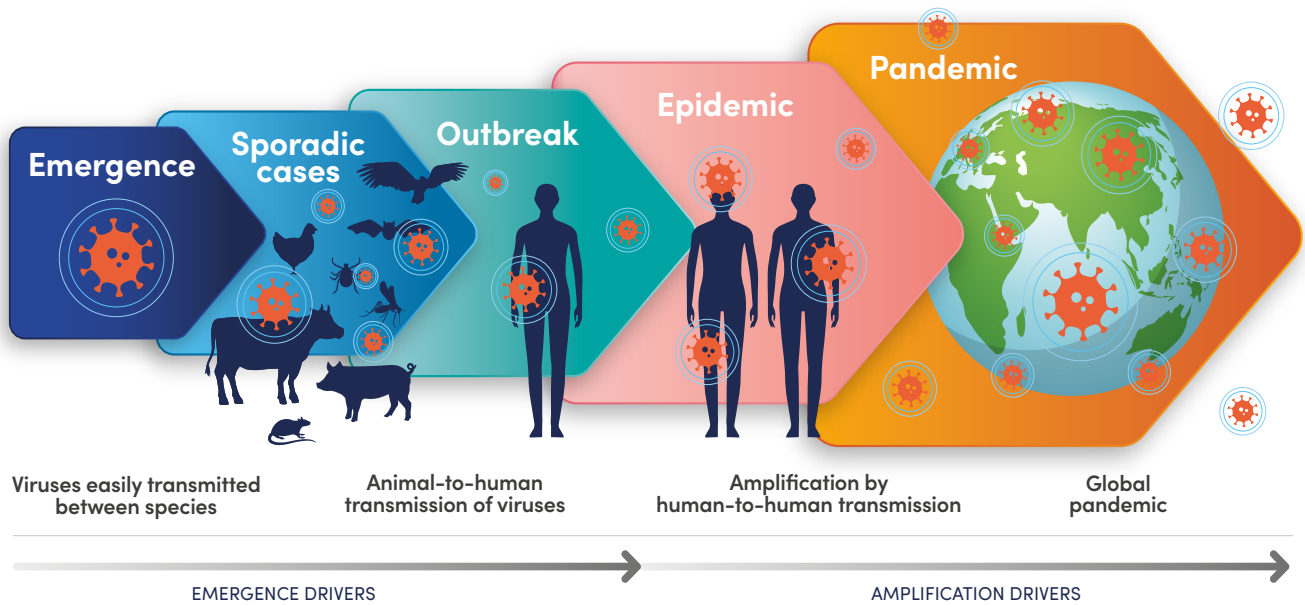 Emergence
Sporadic
cases
Outbreak
Epidemic
Pandemic
Viruses easily transmitted
between species
Animal-to-human
transmission of viruses
Amplification by
human-to-human transmission
Global
pandemic
EMERGENCE DRIVERS
AMPLIFICATION DRIVERS